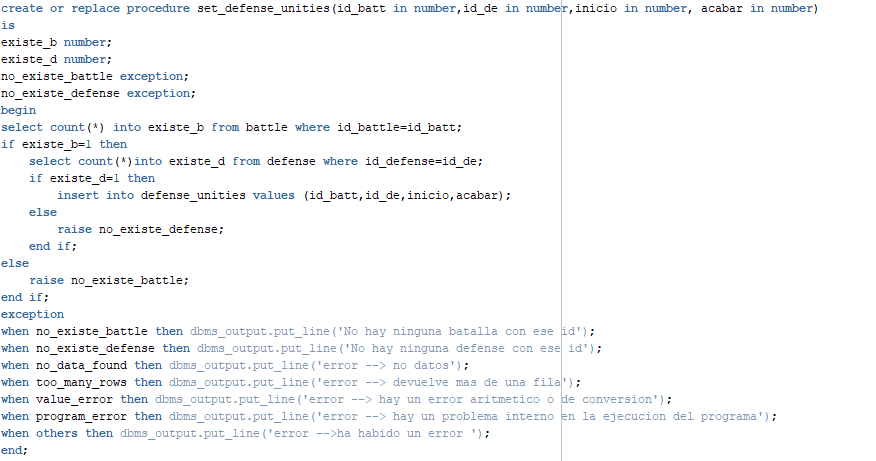 create or replace procedure set_defense_unities(id_batt in number,id_de in number,inicio in number, acabar in number)
is
existe_b number;
existe_d number;
no_existe_battle exception;
no_existe_defense exception;
begin
select count(*) into existe_b from battle where id_battle=id_batt;
if existe_b=1 then
    select count(*)into existe_d from defense where id_defense=id_de;
    if existe_d=1 then
        insert into defense_unities values (id_batt,id_de,inicio,acabar);
    else
        raise no_existe_defense;
    end if;
else
    raise no_existe_battle;
end if;
exception
when no_existe_battle then dbms_output.put_line('No hay ninguna batalla con ese id');
when no_existe_defense then dbms_output.put_line('No hay ninguna defense con ese id');
when no_data_found then dbms_output.put_line('error --> no datos');
when too_many_rows then dbms_output.put_line('error --> devuelve mas de una fila');
when value_error then dbms_output.put_line('error --> hay un error aritmetico o de conversion');
when program_error then dbms_output.put_line('error --> hay un problema interno en la ejecucion del programa');
when others then dbms_output.put_line('error -->ha habido un error ');
end;